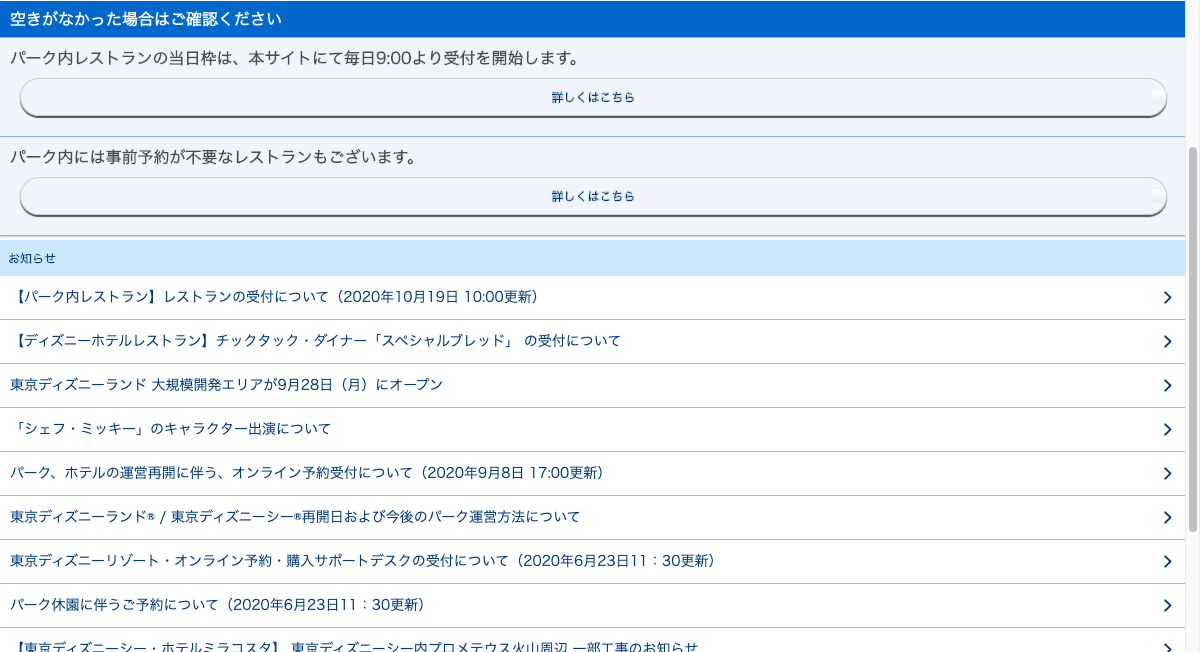 空きがなかった場合はご確認ください
パーク内レストランの当日枠は、本サイトにて毎日9:00より受付を開始します。
詳しくはこちら
パーク内には事前予約が不要なレストランもございます。
詳しくはこちら
お知らせ
【パーク内レストラン】レストランの受付について（2020年10月19日 10:00更新）
【ディズニーホテルレストラン】チックタック・ダイナー「スペシャルブレッド」 の受付について
東京ディズニーランド 大規模開発エリアが9月28日（月）にオープン
「シェフ・ミッキー」のキャラクター出演について
パーク、ホテルの運営再開に伴う、オンライン予約受付について（2020年9月8日 17:00更新）
東京ディズニーランド® / 東京ディズニーシー®再開日および今後のパーク運営方法について
東京ディズニーリゾート・オンライン予約・購入サポートデスクの受付について（2020年6月23日11：30更新）
パーク休園に伴うご予約について（2020年6月23日11：30更新）
【東京ディズニーシー・ホテルミラコスタ】 東京ディズニーシー内プロメテウス火山周辺 一部工事のお知らせ